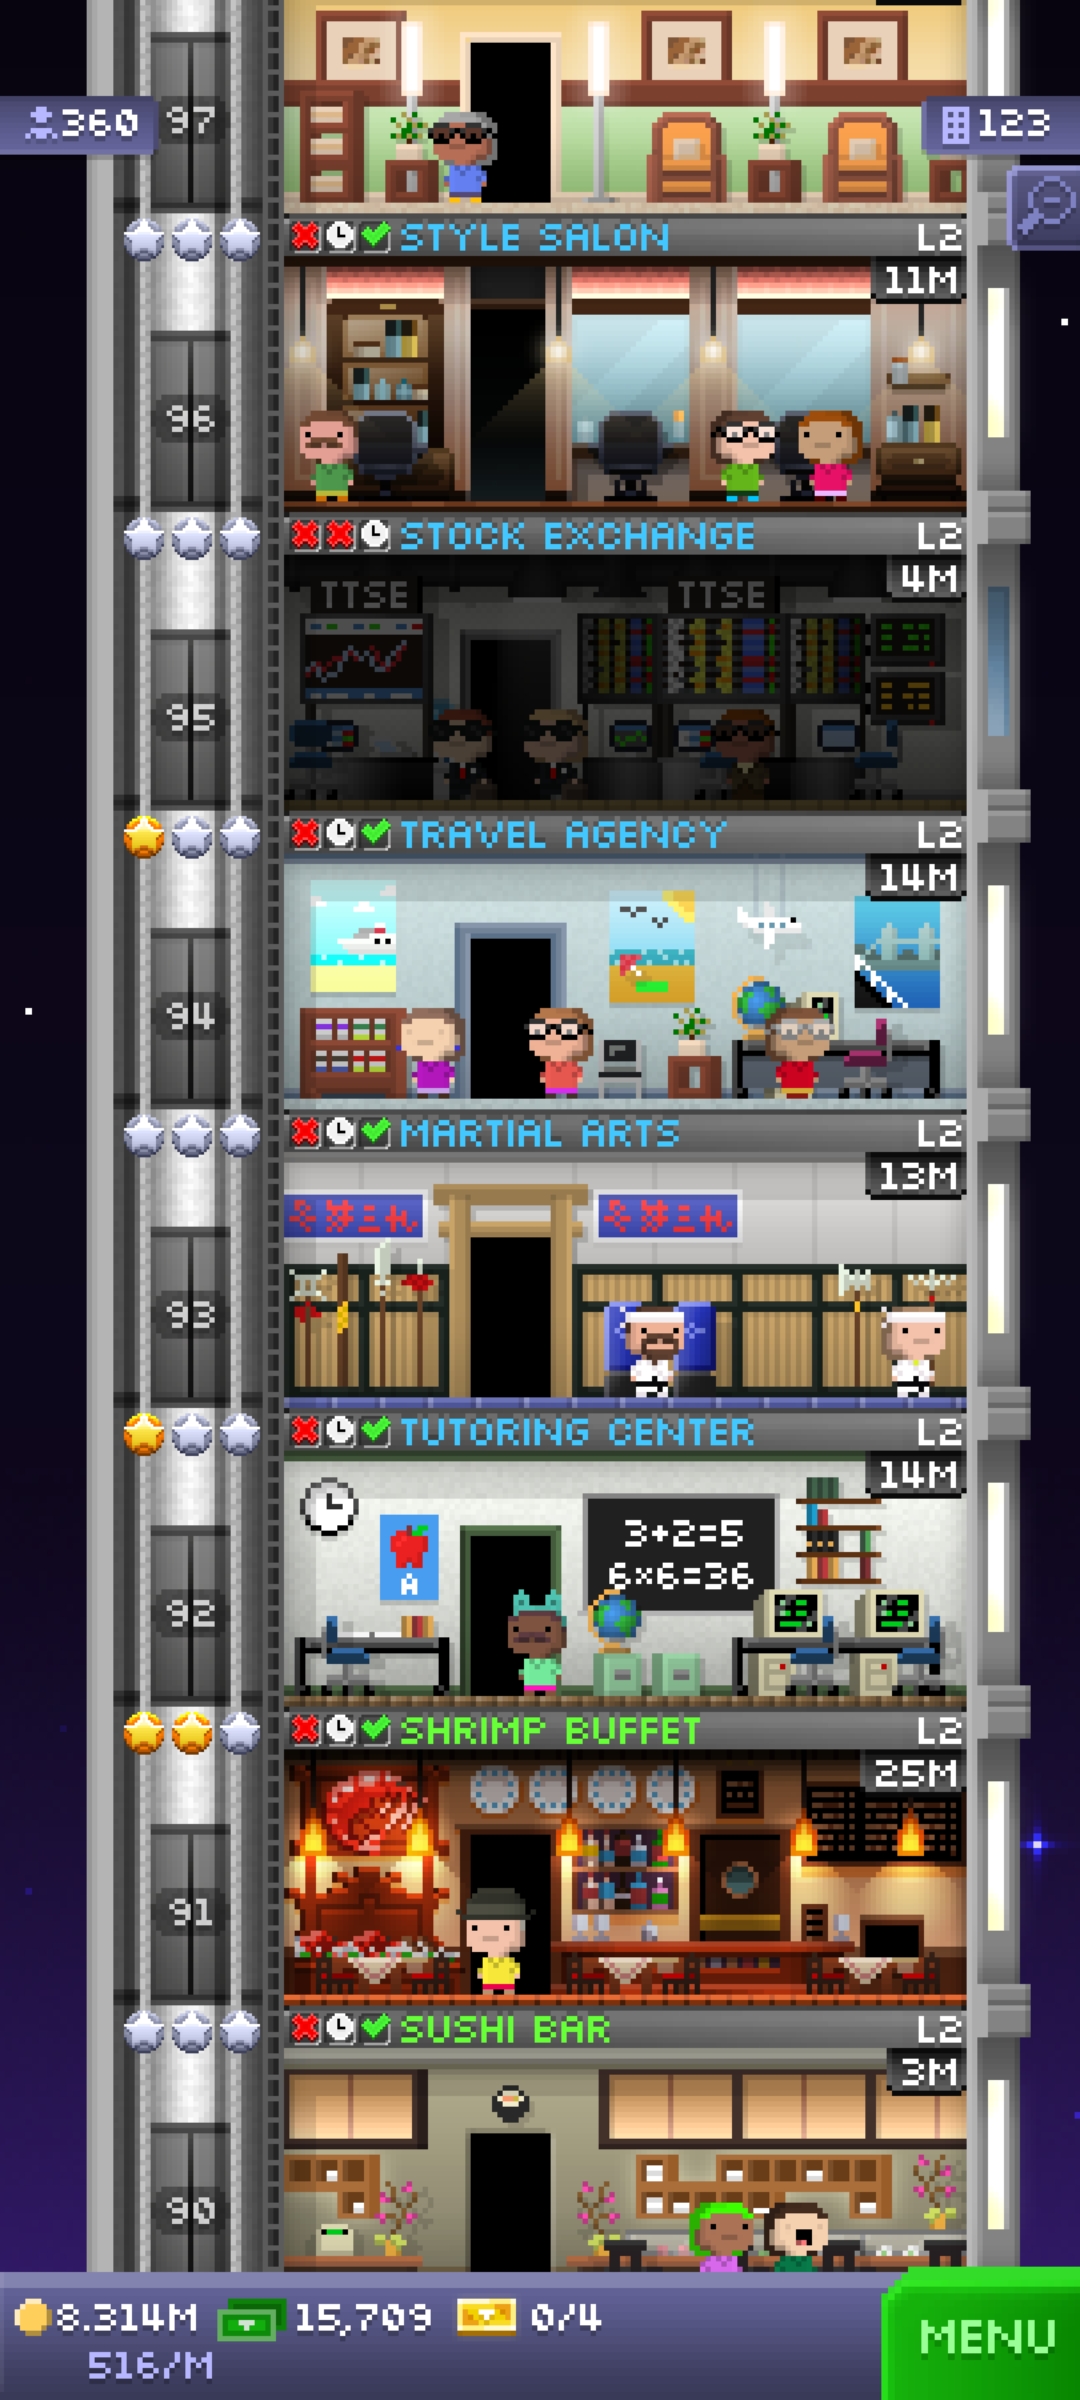 97
360
123
STYLE SALON L2
11M
96
STOCK EXCHANGE L2
4M
TTSE TTSE
95
TRAVEL AGENCY L2
14M
94
MARTIAL ARTS L2
13M
93
TUTORING CENTER L2
14M
3+2=5
6×6=36
A
92
SHRIMP BUFFET L2
25M
91
SUSHI BAR L2
3M
90
8.314M 15,709 0/4
516/M
MENU